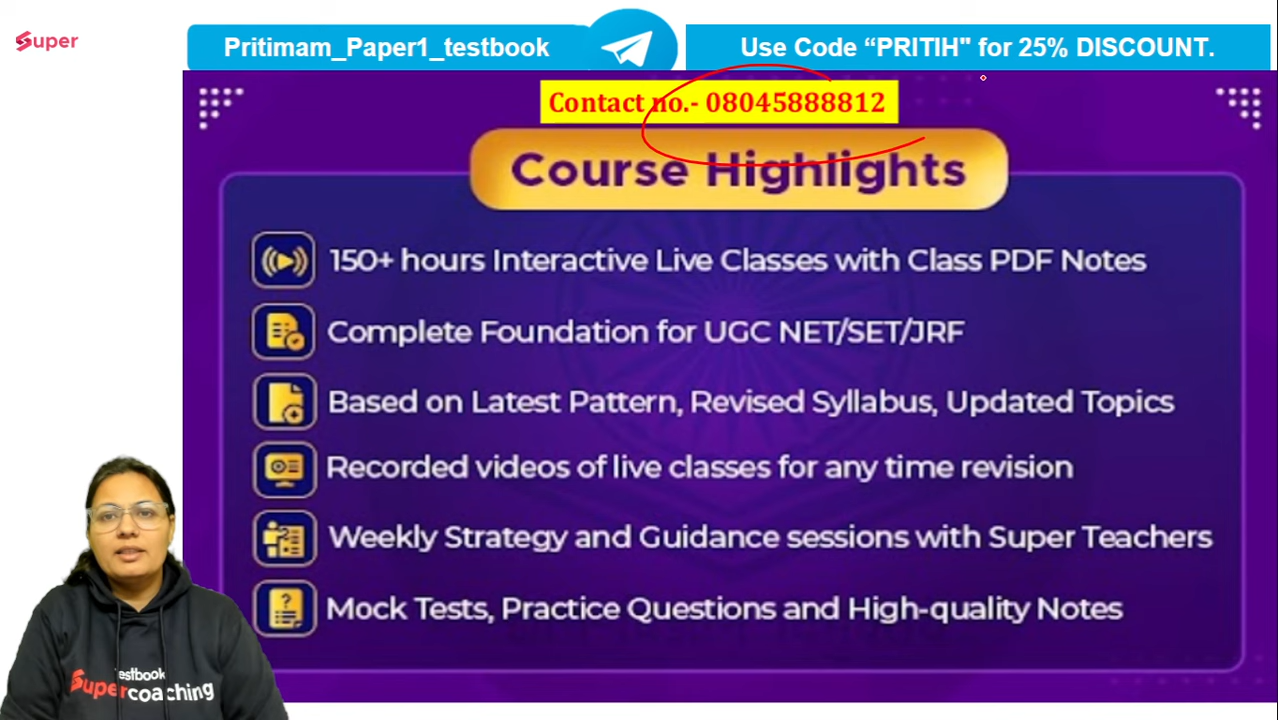 Super
Pritimam_Paper1_testbook
Use Code “PRITIH" for 25% DISCOUNT.
Contact no.- 08045888812
Course Highlights
150+ hours Interactive Live Classes with Class PDF Notes
Complete Foundation for UGC NET/SET/JRF
Based on Latest Pattern, Revised Syllabus, Updated Topics
Recorded videos of live classes for any time revision
Weekly Strategy and Guidance sessions with Super Teachers
Mock Tests, Practice Questions and High-quality Notes
testbook
Supercoaching